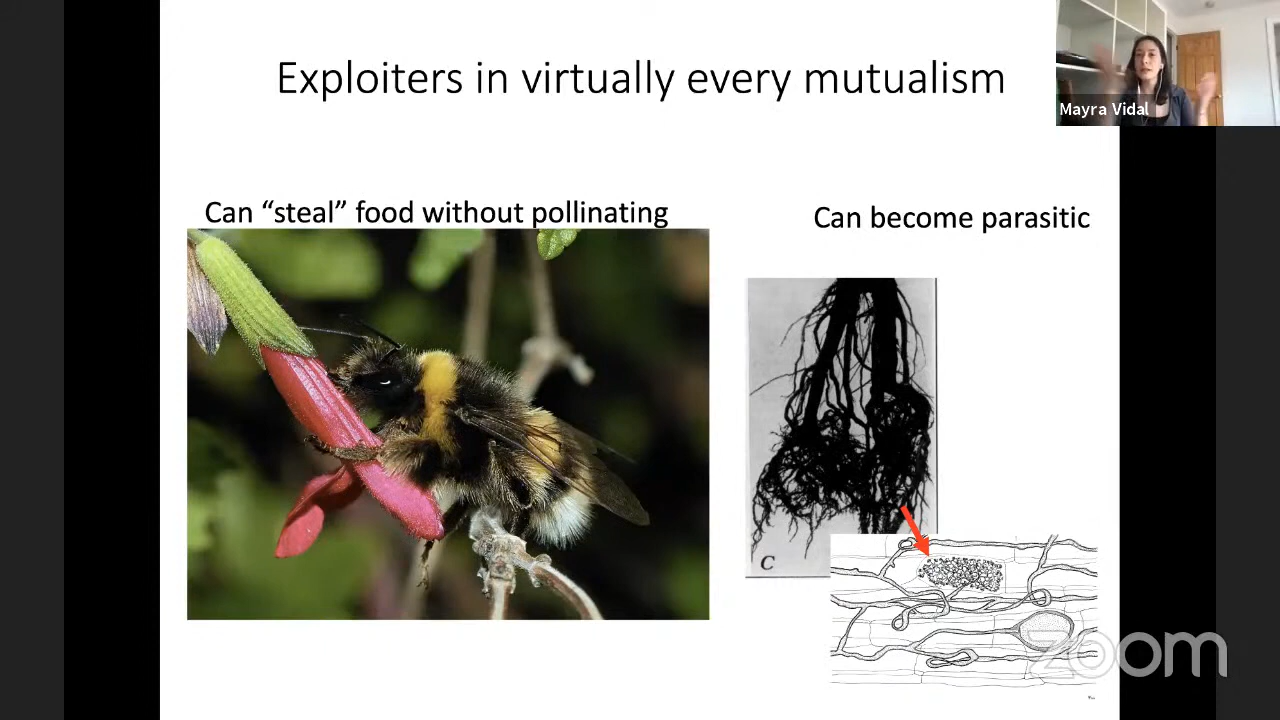 Exploiters in virtually every mutualism
Mayra Vidal
Can “steal” food without pollinating
Can become parasitic
C
zoom